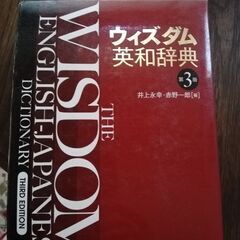 ウィズダム
英和辞典
第3版
井上永幸・赤野一郎[編]
THE
WISDOM
ENGLISH-JAPANES
DICTIONARY
THIRD EDITION